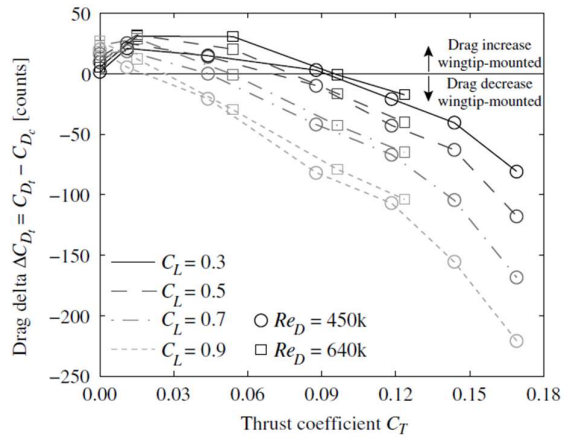 Drag delta ΔC_{D_t} = C_{D_t} − C_{D_c} [counts]
50
0
−50
−100
−150
−200
−250
Drag increase
wingtip-mounted
Drag decrease
wingtip-mounted
C_L = 0.3
C_L = 0.5
C_L = 0.7
C_L = 0.9
Re_D = 450k
Re_D = 640k
0.00 0.03 0.06 0.09 0.12 0.15 0.18
Thrust coefficient C_T